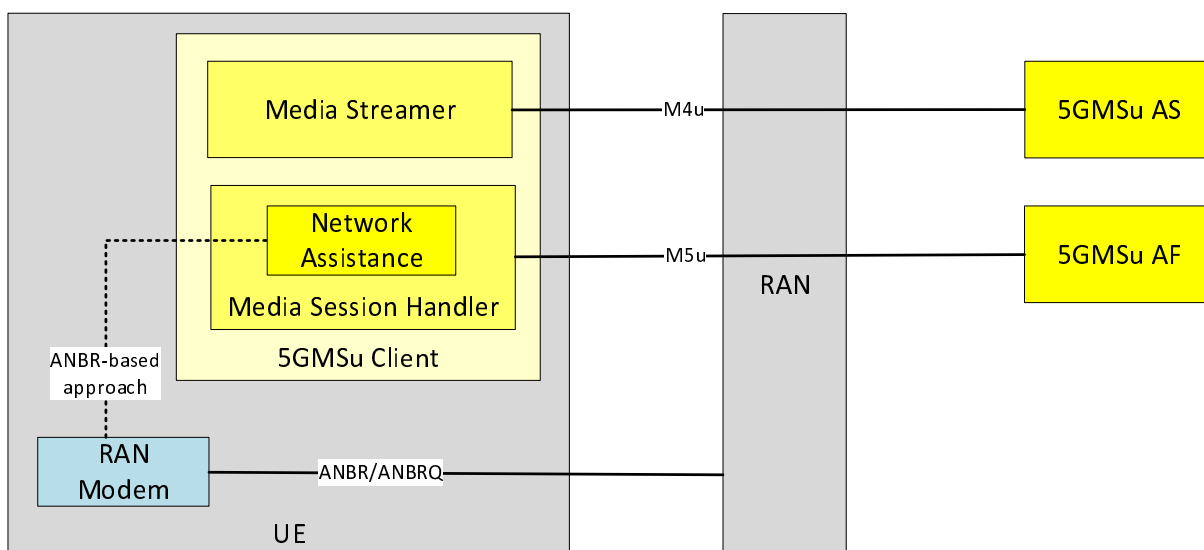 Media Streamer
M4u
5GMSu AS
Network
Assistance
M5u
5GMSu AF
RAN
Media Session Handler
5GMSu Client
ANBR-based
approach
RAN
Modem
ANBR/ANBRQ
UE